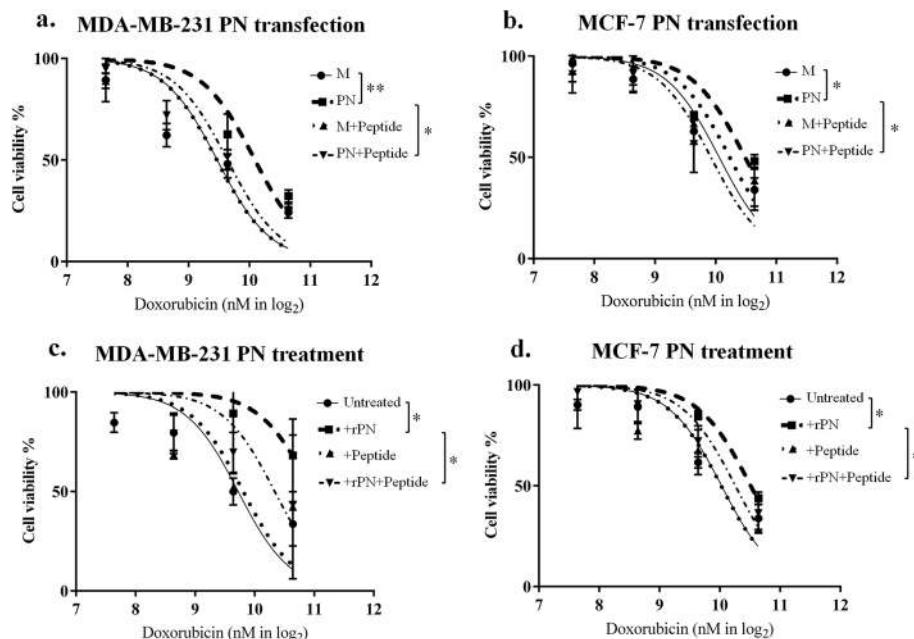 a.
MDA-MB-231 PN transfection
Cell viability %
100
50
0
7 8 9 10 11 12
Doxorubicin (nM in log2)
M
PN
M+Peptide
PN+Peptide
**
*
b.
MCF-7 PN transfection
Cell viability %
100
50
0
7 8 9 10 11 12
Doxorubicin (nM in log2)
M
PN
M+Peptide
PN+Peptide
*
*
c.
MDA-MB-231 PN treatment
Cell viability %
100
50
0
7 8 9 10 11 12
Doxorubicin (nM in log2)
Untreated
+rPN
+Peptide
+rPN+Peptide
*
*
d.
MCF-7 PN treatment
Cell viability %
100
50
0
7 8 9 10 11 12
Doxorubicin (nM in log2)
Untreated
+rPN
+Peptide
+rPN+Peptide
*
*